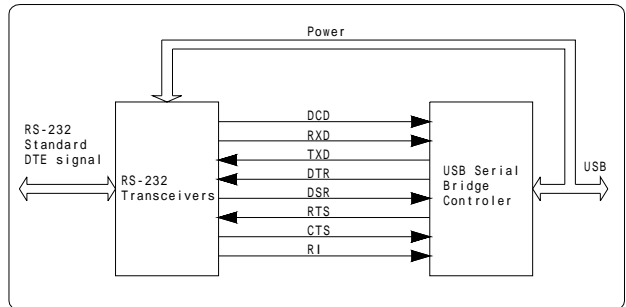 Power
RS-232
Standard
DTE signal
RS-232
Transceivers
DCD
RXD
TXD
DTR
DSR
RTS
CTS
RI
USB Serial
Bridge
Controler
USB